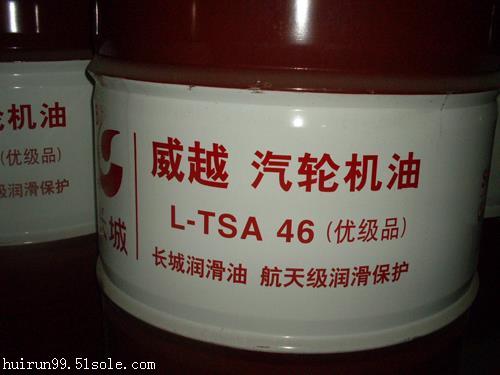 轮机油
(优级品)
级润滑保护
长城
威越 汽轮机油
L-TSA 46 (优级品)
长城润滑油 航天级润滑保护
huirun99.51sole.com